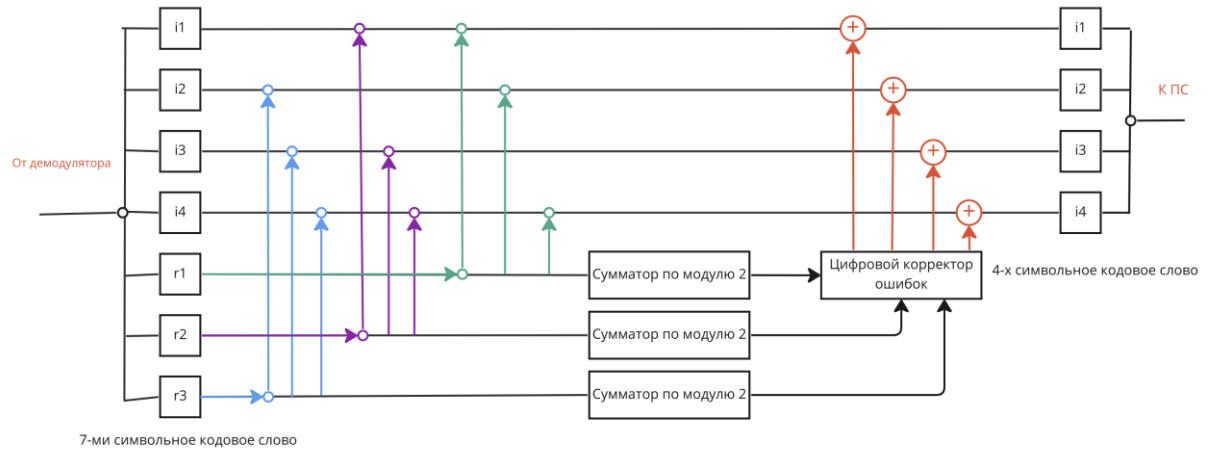 i1
i1
i2
i2
К ПС
i3
i3
От демодулятора
i4
i4
r1
Сумматор по модулю 2
Цифровой корректор
ошибок
4-х символьное кодовое слово
r2
Сумматор по модулю 2
r3
Сумматор по модулю 2
7-ми символьное кодовое слово